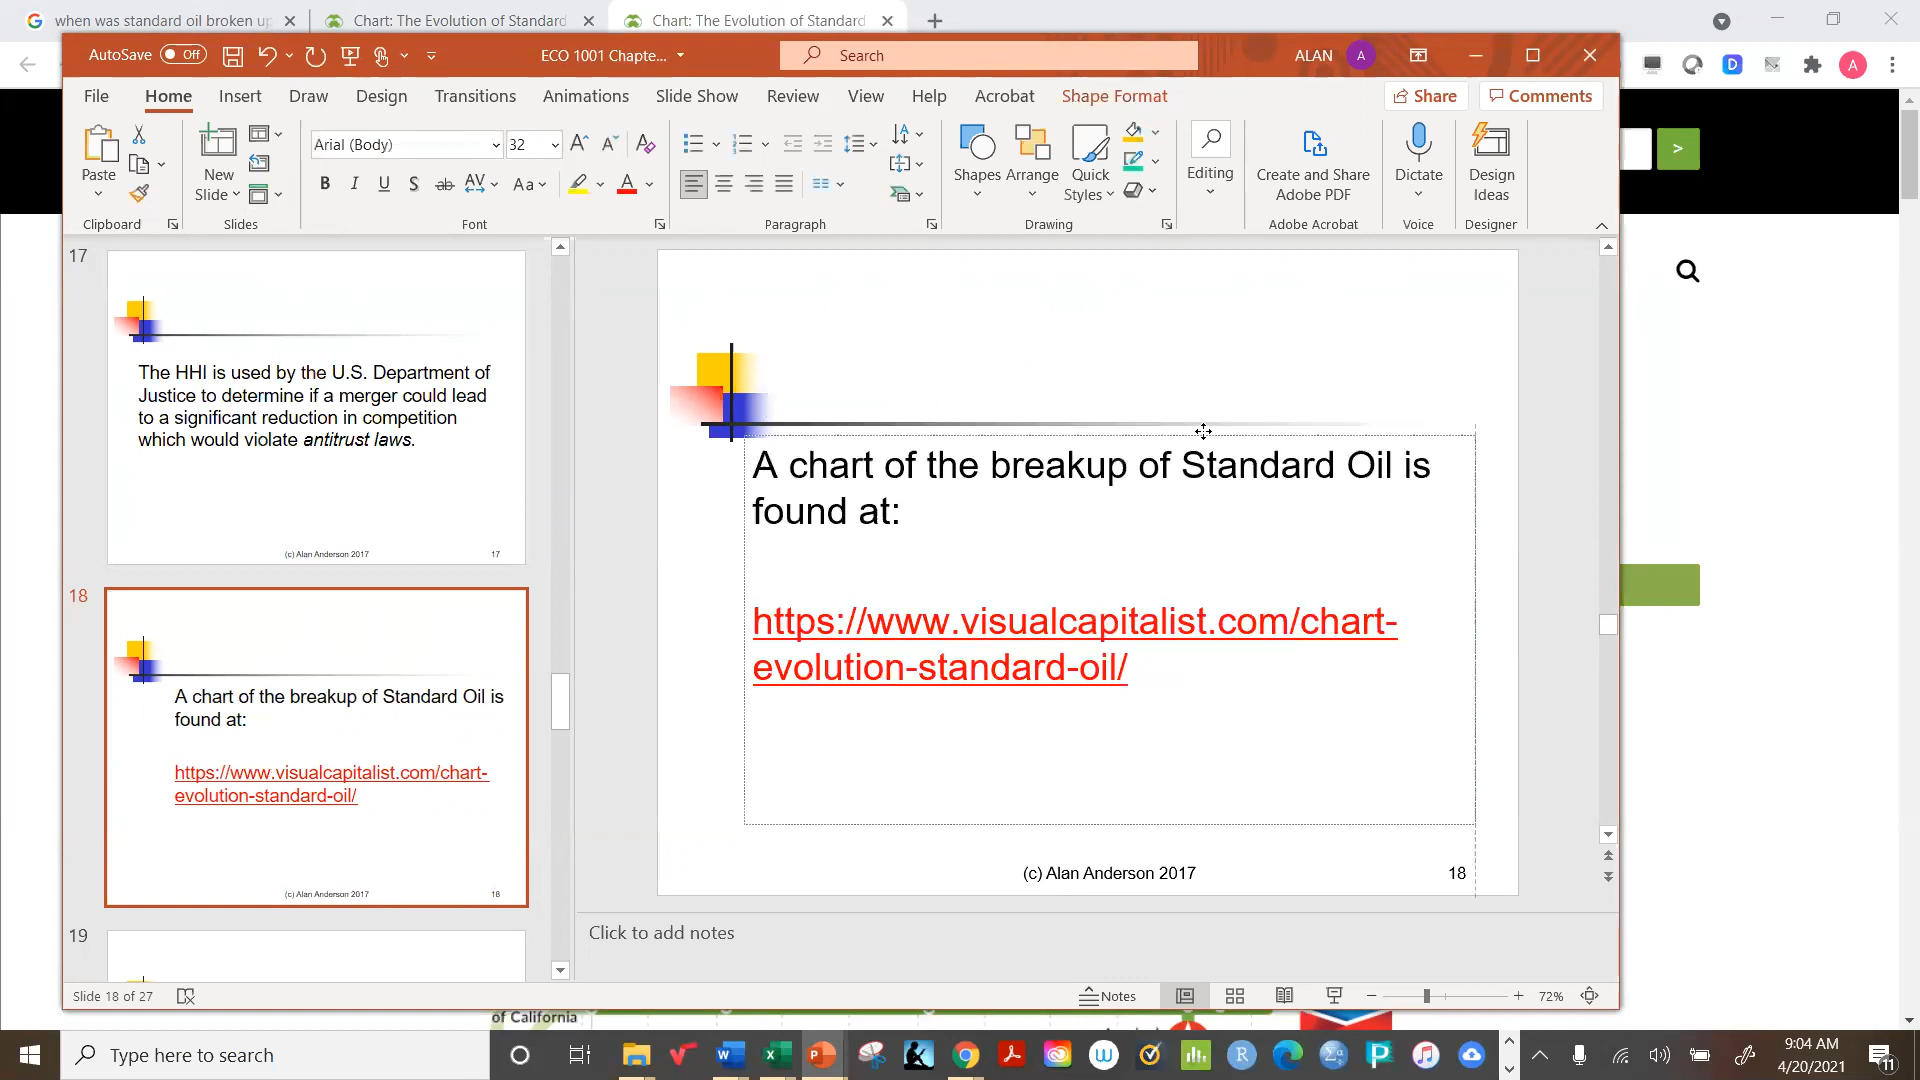 when was standard oil broken up
Chart: The Evolution of Standard
Chart: The Evolution of Standard
AutoSave Off
ECO 1001 Chapte...
Search
ALAN A
File Home Insert Draw Design Transitions Animations Slide Show Review View Help Acrobat Shape Format
Share Comments
Paste
New
Slide
Arial (Body) 32
Shapes Arrange Quick
Styles
Editing
Create and Share
Adobe PDF
Dictate
Design
Ideas
Clipboard Slides Font Paragraph Drawing Adobe Acrobat Voice Designer
17
The HHI is used by the U.S. Department of
Justice to determine if a merger could lead
to a significant reduction in competition
which would violate antitrust laws.
(c) Alan Anderson 2017 17
18
A chart of the breakup of Standard Oil is
found at:
https://www.visualcapitalist.com/chart-
evolution-standard-oil/
(c) Alan Anderson 2017 18
19
A chart of the breakup of Standard Oil is
found at:
https://www.visualcapitalist.com/chart-
evolution-standard-oil/
(c) Alan Anderson 2017 18
Click to add notes
Slide 18 of 27
Notes
72%
of California
Type here to search
9:04 AM
4/20/2021
11